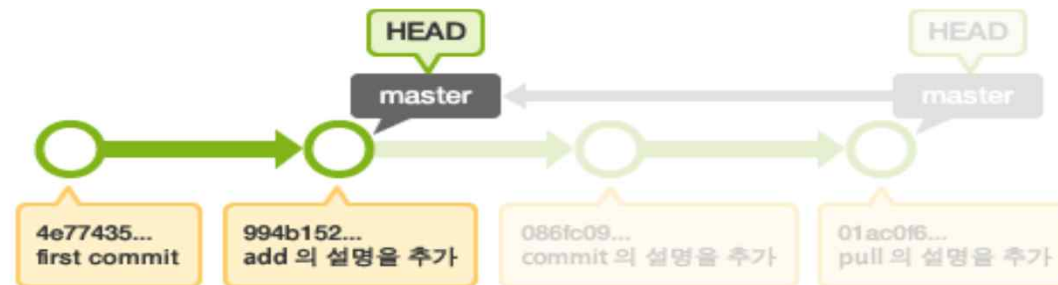 HEAD
HEAD
master
master
4e77435...
first commit
994b152...
add 의 설명을 추가
086fc09...
commit 의 설명을 추가
01ac0f6...
pull 의 설명을 추가